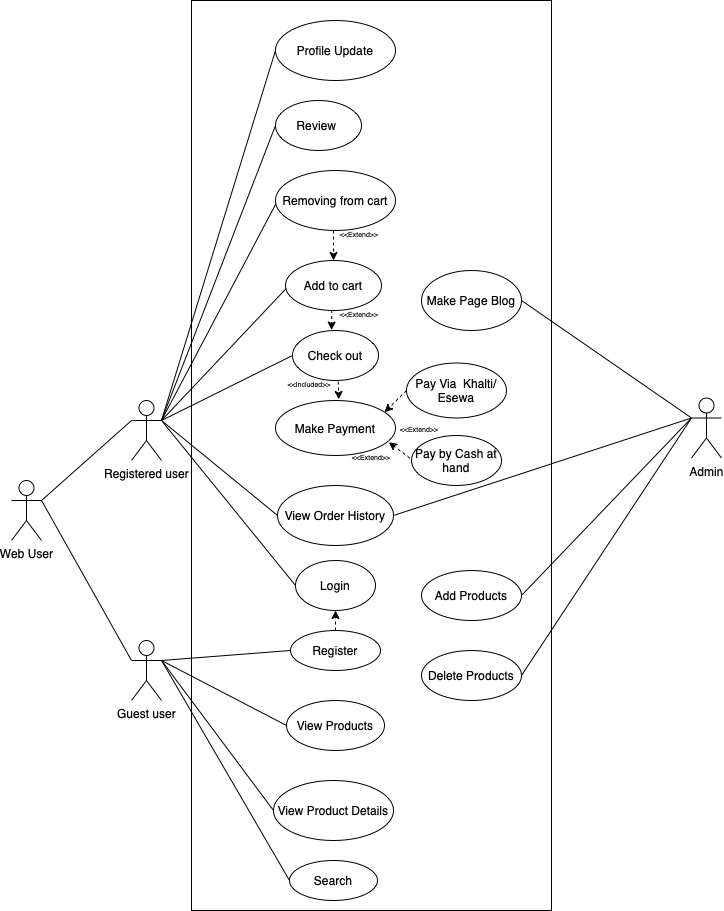 Profile Update
Review
Removing from cart
<<Extend>>
Add to cart
Make Page Blog
<<Extend>>
Check out
<<Included>>
Pay Via  Khalti/
Esewa
Make Payment
<<Extend>>
Pay by Cash at
hand
<<Extend>>
Registered user
Admin
View Order History
Web User
Login
Add Products
Register
Delete Products
Guest user
View Products
View Product Details
Search